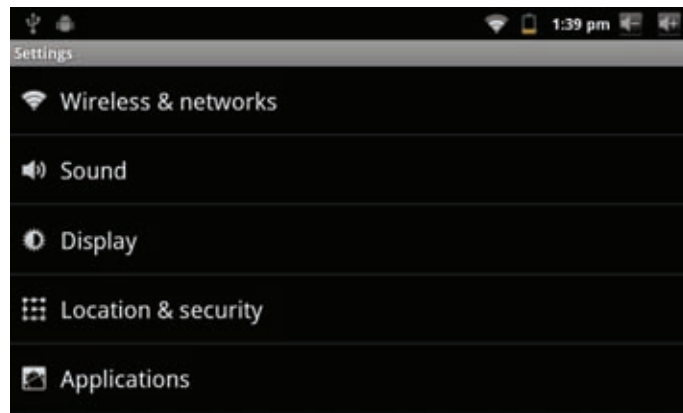 1:39 pm
Settings
Wireless & networks
Sound
Display
Location & security
Applications